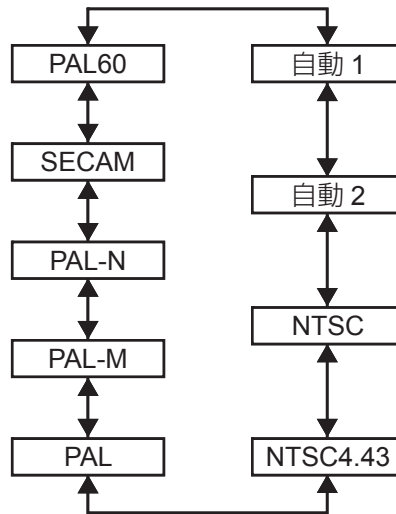 PAL60
SECAM
PAL-N
PAL-M
PAL
自動 1
自動 2
NTSC
NTSC4.43